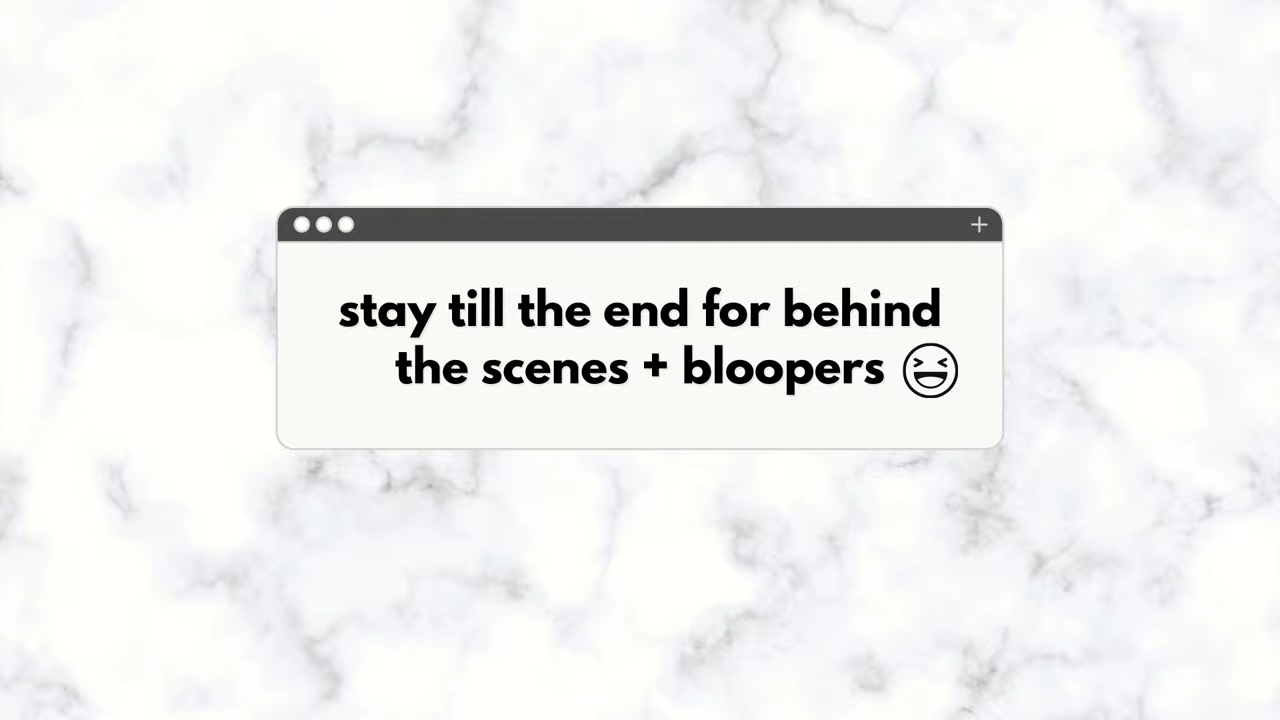 stay till the end for behind
the scenes + bloopers 😆